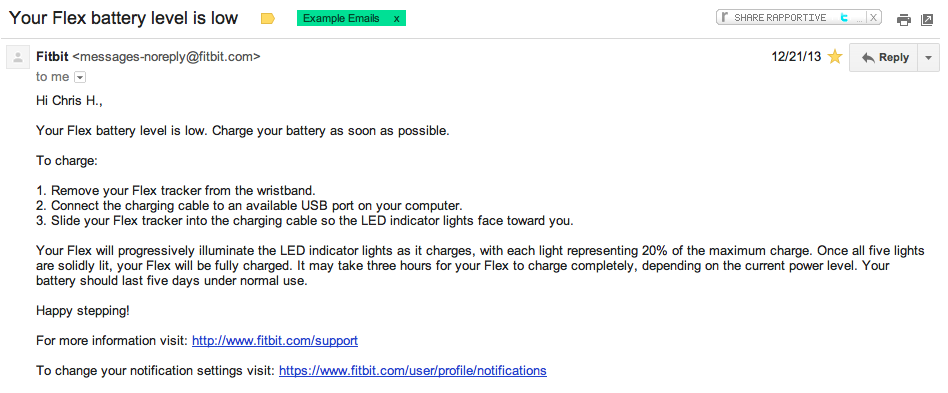 Your Flex battery level is low Example Emails x SHARE RAPPORTIVE ... X
Fitbit <messages-noreply@fitbit.com> 12/21/13 Reply
to me
Hi Chris H.,
Your Flex battery level is low. Charge your battery as soon as possible.
To charge:
1. Remove your Flex tracker from the wristband.
2. Connect the charging cable to an available USB port on your computer.
3. Slide your Flex tracker into the charging cable so the LED indicator lights face toward you.
Your Flex will progressively illuminate the LED indicator lights as it charges, with each light representing 20% of the maximum charge. Once all five lights
are solidly lit, your Flex will be fully charged. It may take three hours for your Flex to charge completely, depending on the current power level. Your
battery should last five days under normal use.
Happy stepping!
For more information visit: http://www.fitbit.com/support
To change your notification settings visit: https://www.fitbit.com/user/profile/notifications